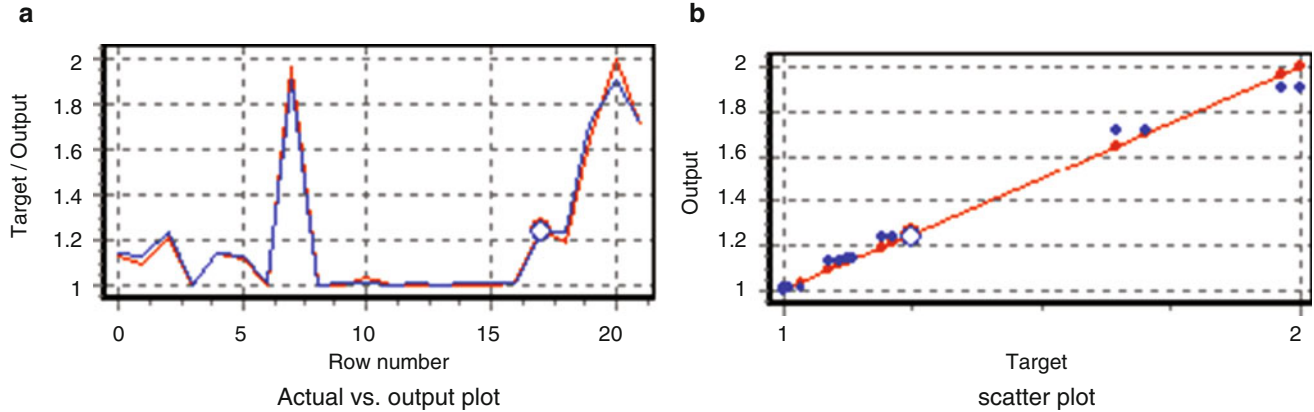 a
Target / Output
2
1.8
1.6
1.4
1.2
1
0 5 10 15 20
Row number
Actual vs. output plot
b
Output
2
1.8
1.6
1.4
1.2
1
1 2
Target
scatter plot